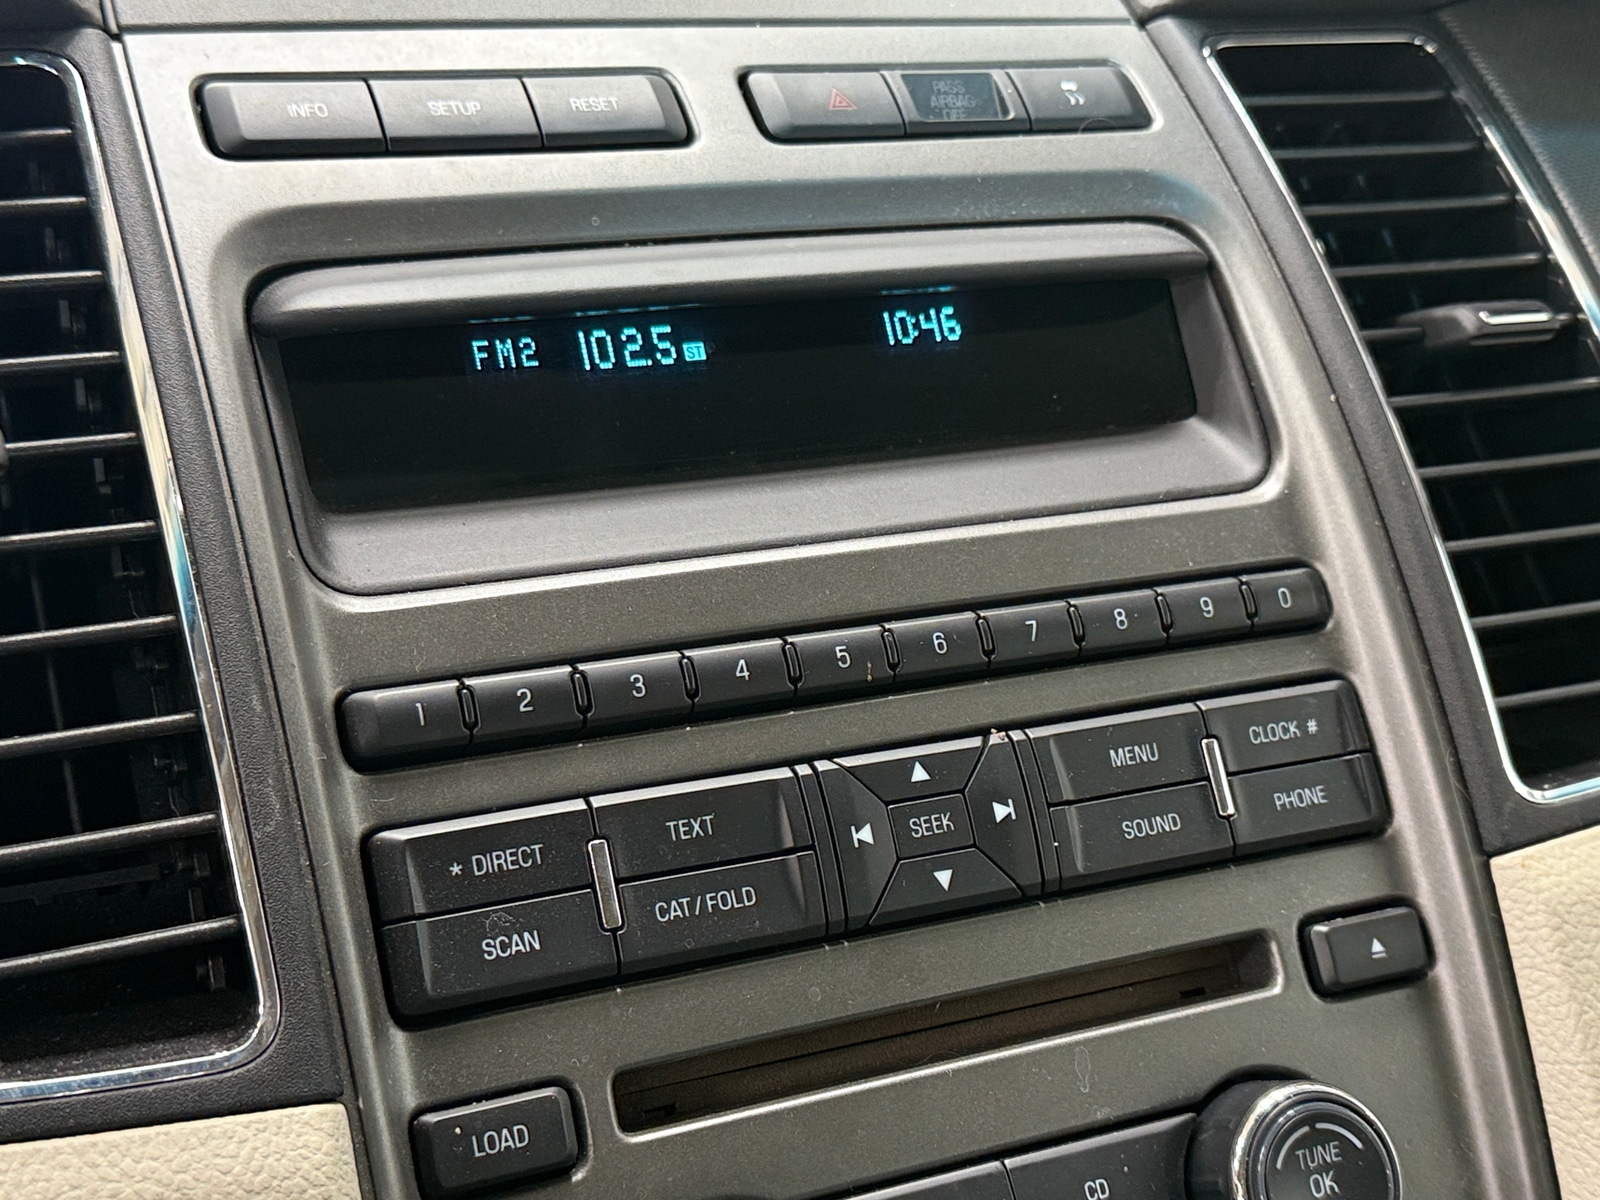 INFO SETUP RESET
PASS
AIRBAG
OFF
FM2 102.5 ST 10:46
1 2 3 4 5 6 7 8 9 0
* DIRECT TEXT SEEK MENU CLOCK #
SCAN CAT/FOLD SOUND PHONE
LOAD
CD
TUNE
OK